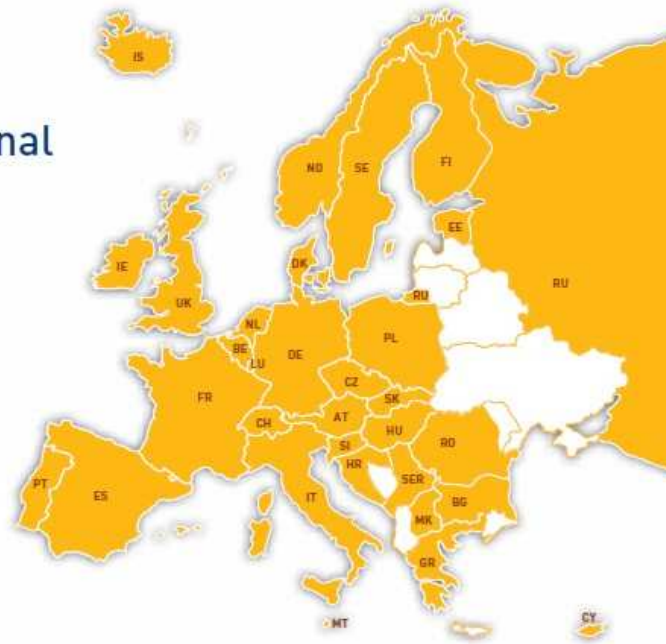 IS
nal
NO
SE
FI
EE
IE
DK
RU
RU
UK
NL
BE
DE
PL
LU
CZ
FR
SK
CH
AT
HU
RO
SI
HR
PT
ES
IT
SER
BG
MK
GR
MT
CY